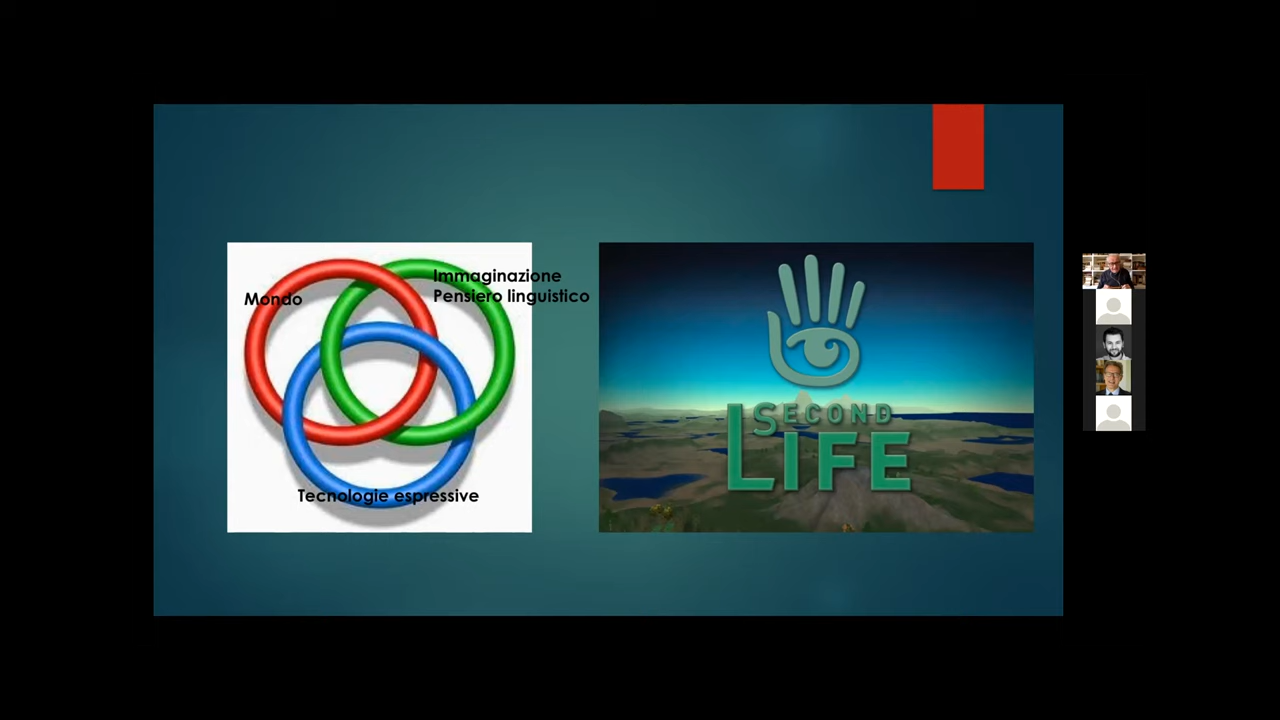 Immaginazione
Pensiero linguistico
Mondo
Tecnologie espressive
SECOND
LIFE